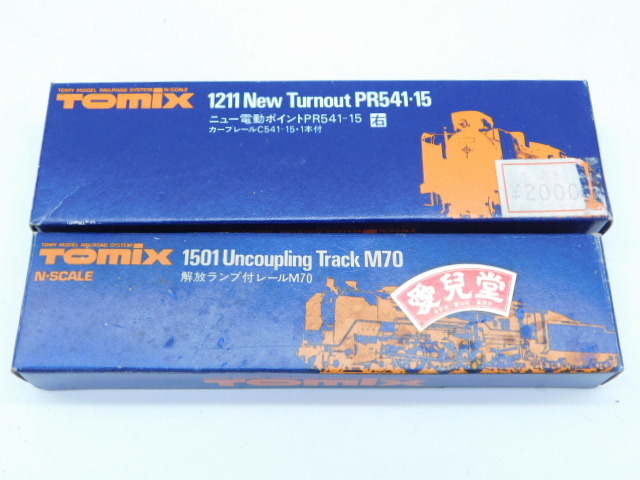 TOMY MODEL RAILROAD SYSTEM N-SCALE
TOMIX
1211 New Turnout PR541-15
ニュー電動ポイントPR541-15 右
カーブレールC541-15・1本付
¥2000
TOMY MODEL RAILROAD SYSTEM
TOMIX
N-SCALE
1501 Uncoupling Track M70
解放ランプ付レールM70
愛兒堂